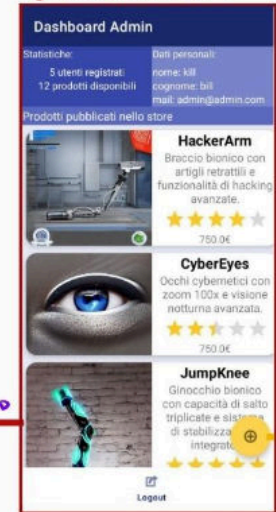 Dashboard Admin
Statistiche:
5 utenti registrati
12 prodotti disponibili
Dati personali:
nome: kill
cognome: bill
mail: admin@admin.com
Prodotti pubblicati nello
store
HackerArm
Braccio bionico con
artigli retrattili e
funzionalità di hacking
avanzate.
750.0€
CyberEyes
Occhi cybernetici con
zoom 100x e visione
notturna avanzata.
750.0€
JumpKnee
Ginocchio bionico
con capacità di salto
triplicate e sistema
di stabilizza
integrato
Logout